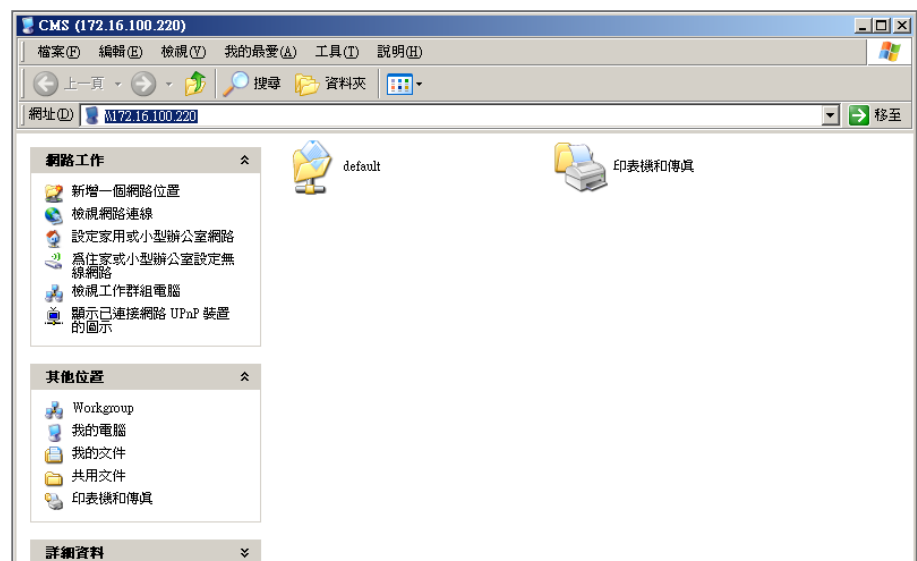 CMS (172.16.100.220)
檔案(F) 編輯(E) 檢視(V) 我的最愛(A) 工具(T) 說明(H)
上一頁 搜尋 資料夾
網址(D) \\172.16.100.220 移至
網路工作
新增一個網路位置
檢視網路連線
設定家用或小型辦公室網路
為住家或小型辦公室設定無
線網路
檢視工作群組電腦
顯示已連接網路 UPnP 裝置
的圖示
其他位置
Workgroup
我的電腦
我的文件
共用文件
印表機和傳真
詳細資料
default
印表機和傳真